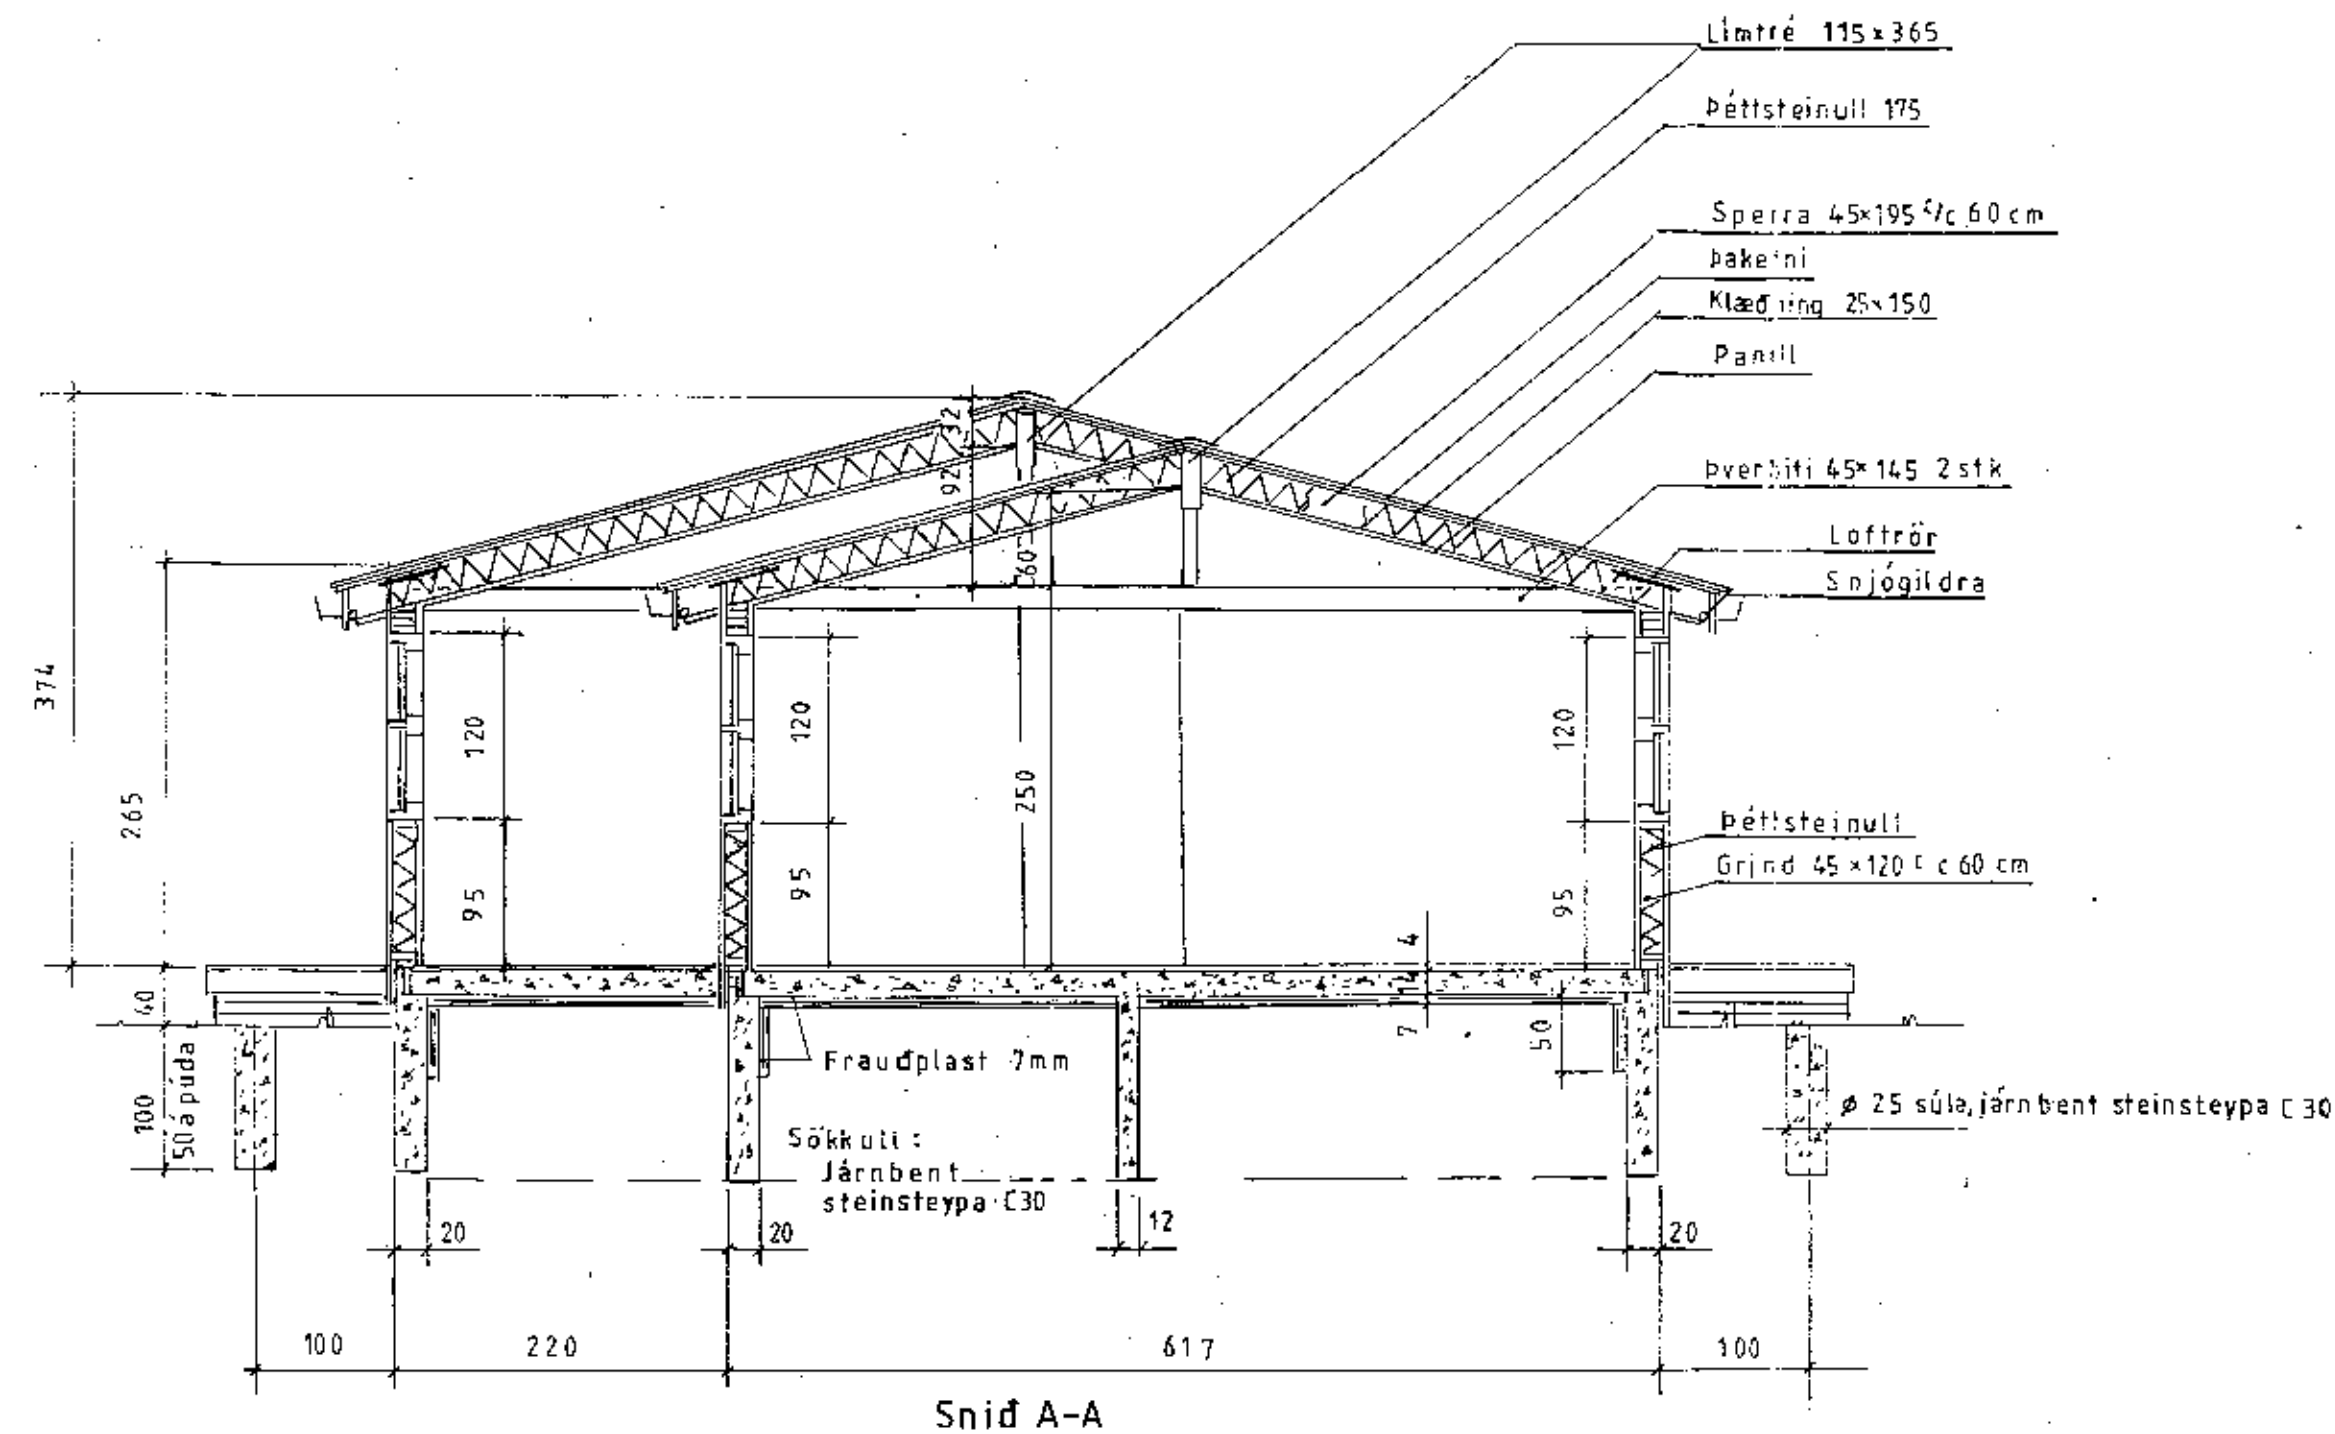 Límtré 115×365
Þéttsteinull 175
Sperra 45×195 c/c 60 cm
Þakefni
Klæðning 25×150
Panill
Þverbiti 45×145 2 stk
Loftrör
Snjógildra
32
92
60
374
265
120
120
120
250
95
95
95
Þéttsteinull
Grind 45×120 c c 60 cm
4
14
7
50
40
100
50 á púða
Frauðplast 7mm
Sökkull :
Járnbent
steinsteypa C30
ø 25 súla, járnbent steinsteypa C 30
20
20
12
20
100
220
617
100
Snið A-A